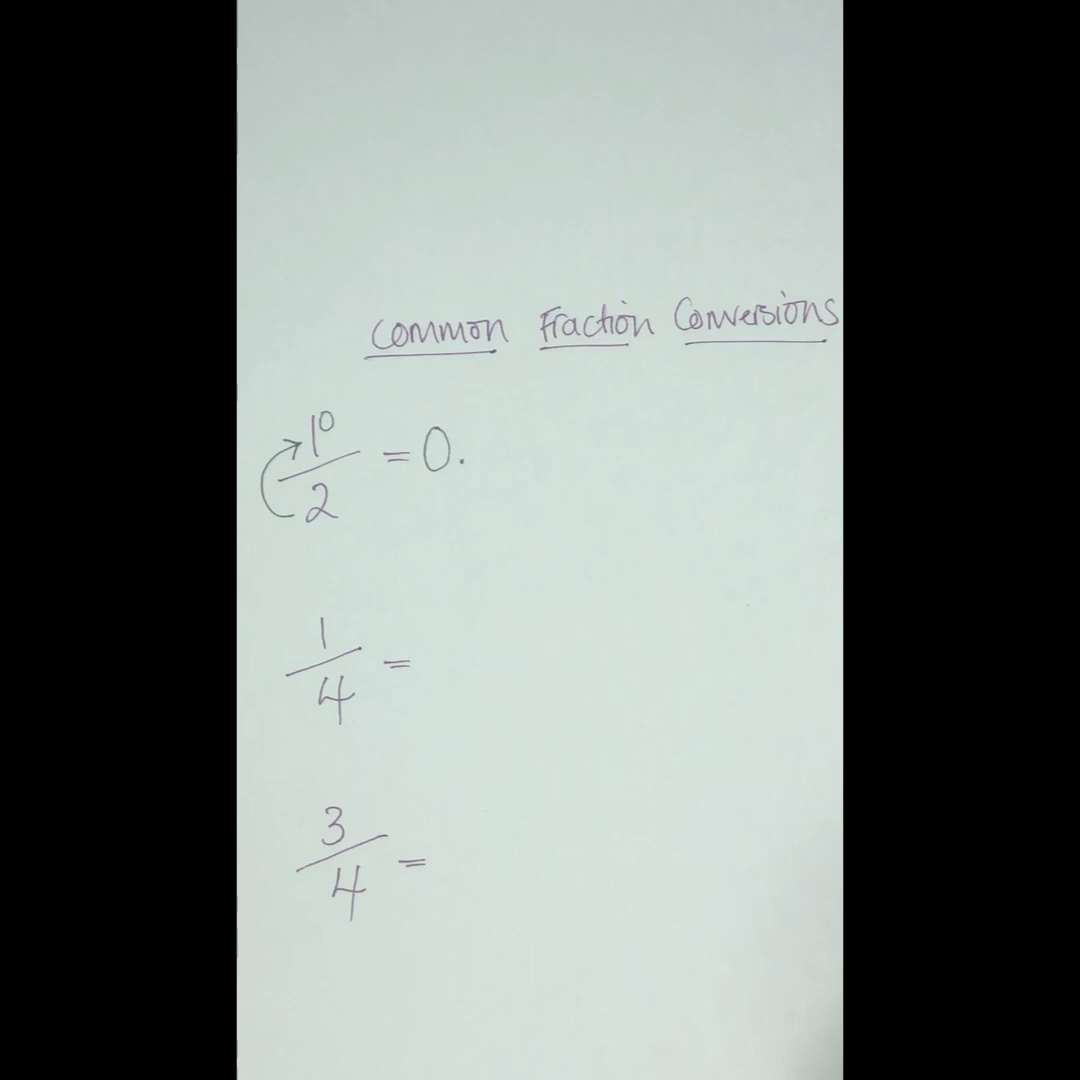 Common Fraction Conversions
1⁰/2 = 0.
1/4 =
3/4 =